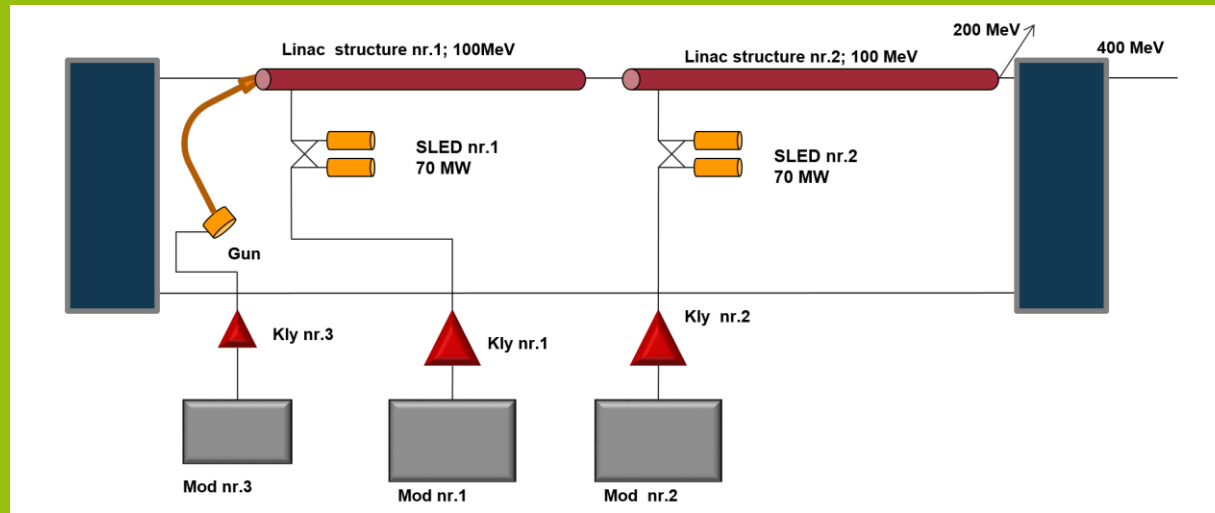 Linac structure nr.1; 100MeV
Linac structure nr.2; 100 MeV
200 MeV
400 MeV
SLED nr.1
70 MW
SLED nr.2
70 MW
Gun
Kly nr.3
Kly nr.1
Kly nr.2
Mod nr.3
Mod nr.1
Mod nr.2